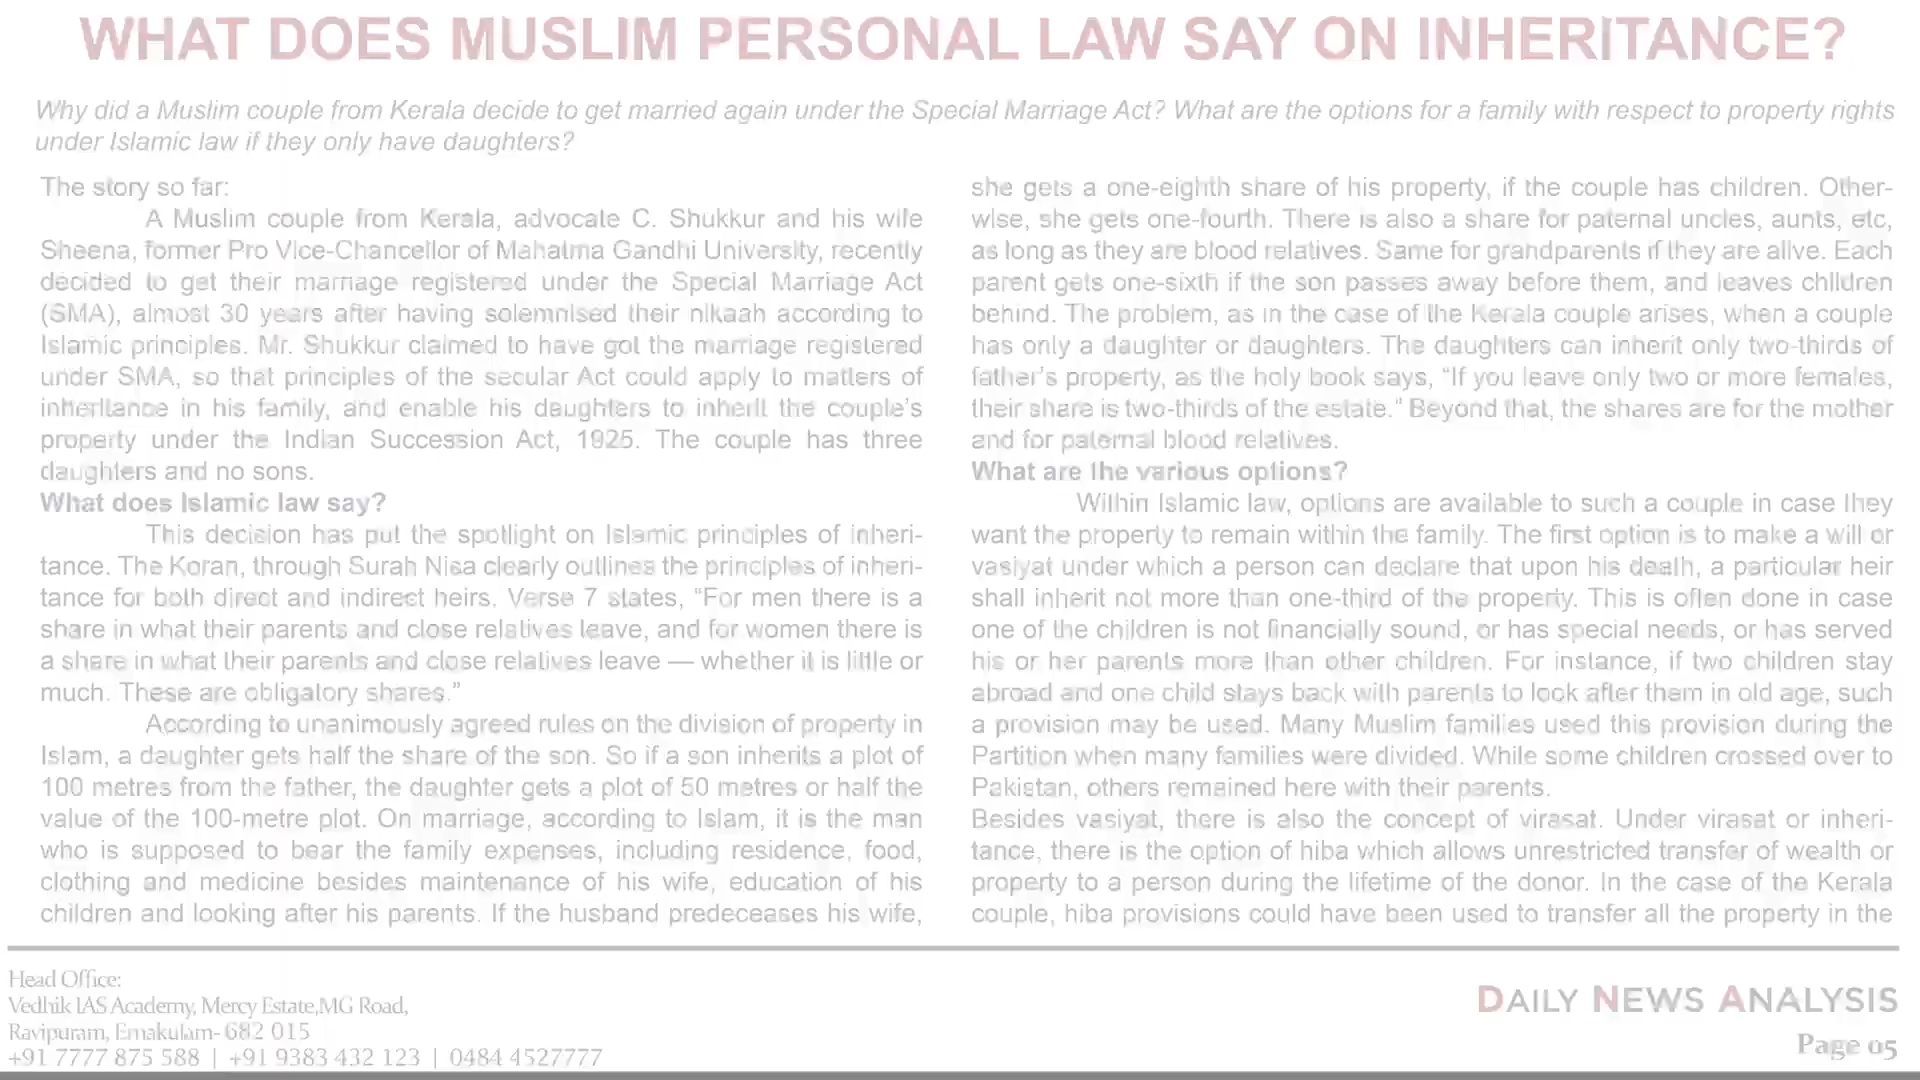 WHAT DOES MUSLIM PERSONAL LAW SAY ON INHERITANCE?
Why did a Muslim couple from Kerala decide to get married again under the Special Marriage Act? What are the options for a family with respect to property rights
under Islamic law if they only have daughters?
The story so far:
A Muslim couple from Kerala, advocate C. Shukkur and his wife
Sheena, former Pro Vice-Chancellor of Mahatma Gandhi University, recently
decided to get their marriage registered under the Special Marriage Act
(SMA), almost 30 years after having solemnised their nikaah according to
Islamic principles. Mr. Shukkur claimed to have got the marriage registered
under SMA, so that principles of the secular Act could apply to matters of
inheritance in his family, and enable his daughters to inherit the couple's
property under the Indian Succession Act, 1925. The couple has three
daughters and no sons.
What does Islamic law say?
This decision has put the spotlight on Islamic principles of inheri-
tance. The Koran, through Surah Nisa clearly outlines the principles of inheri-
tance for both direct and indirect heirs. Verse 7 states, “For men there is a
share in what their parents and close relatives leave, and for women there is
a share in what their parents and close relatives leave — whether it is little or
much. These are obligatory shares.”
According to unanimously agreed rules on the division of property in
Islam, a daughter gets half the share of the son. So if a son inherits a plot of
100 metres from the father, the daughter gets a plot of 50 metres or half the
value of the 100-metre plot. On marriage, according to Islam, it is the man
who is supposed to bear the family expenses, including residence, food,
clothing and medicine besides maintenance of his wife, education of his
children and looking after his parents. If the husband predeceases his wife,
she gets a one-eighth share of his property, if the couple has children. Other-
wise, she gets one-fourth. There is also a share for paternal uncles, aunts, etc,
as long as they are blood relatives. Same for grandparents if they are alive. Each
parent gets one-sixth if the son passes away before them, and leaves children
behind. The problem, as in the case of the Kerala couple arises, when a couple
has only a daughter or daughters. The daughters can inherit only two-thirds of
father's property, as the holy book says, “If you leave only two or more females,
their share is two-thirds of the estate.” Beyond that, the shares are for the mother
and for paternal blood relatives.
What are the various options?
Within Islamic law, options are available to such a couple in case they
want the property to remain within the family. The first option is to make a will or
vasiyat under which a person can declare that upon his death, a particular heir
shall inherit not more than one-third of the property. This is often done in case
one of the children is not financially sound, or has special needs, or has served
his or her parents more than other children. For instance, if two children stay
abroad and one child stays back with parents to look after them in old age, such
a provision may be used. Many Muslim families used this provision during the
Partition when many families were divided. While some children crossed over to
Pakistan, others remained here with their parents.
Besides vasiyat, there is also the concept of virasat. Under virasat or inheri-
tance, there is the option of hiba which allows unrestricted transfer of wealth or
property to a person during the lifetime of the donor. In the case of the Kerala
couple, hiba provisions could have been used to transfer all the property in the
Head Office:
Vedhik IAS Academy, Mercy Estate,MG Road,
Ravipuram, Ernakulam- 682 015
+91 7777 875 588 | +91 9383 432 123 | 0484 4527777
DAILY NEWS ANALYSIS
Page 05